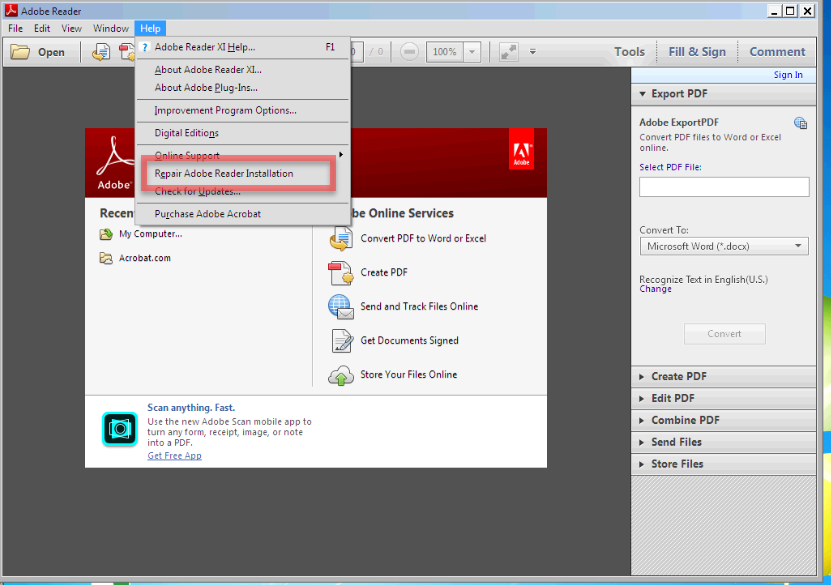 Adobe Reader
File Edit View Window Help
Open
0 / 0
100%
Tools
Fill & Sign
Comment
? Adobe Reader XI Help... F1
About Adobe Reader XI...
About Adobe Plug-Ins...
Improvement Program Options...
Digital Editions
Online Support
Repair Adobe Reader Installation
Check for Updates...
Purchase Adobe Acrobat
Adobe
Adobe
Recen
My Computer...
Acrobat.com
be Online Services
Convert PDF to Word or Excel
Create PDF
Send and Track Files Online
Get Documents Signed
Store Your Files Online
Scan anything. Fast.
Use the new Adobe Scan mobile app to
turn any form, receipt, image, or note
into a PDF.
Get Free App
Sign In
Export PDF
Adobe ExportPDF
Convert PDF files to Word or Excel
online.
Select PDF File:
Convert To:
Microsoft Word (*.docx)
Recognize Text in English(U.S.)
Change
Convert
Create PDF
Edit PDF
Combine PDF
Send Files
Store Files